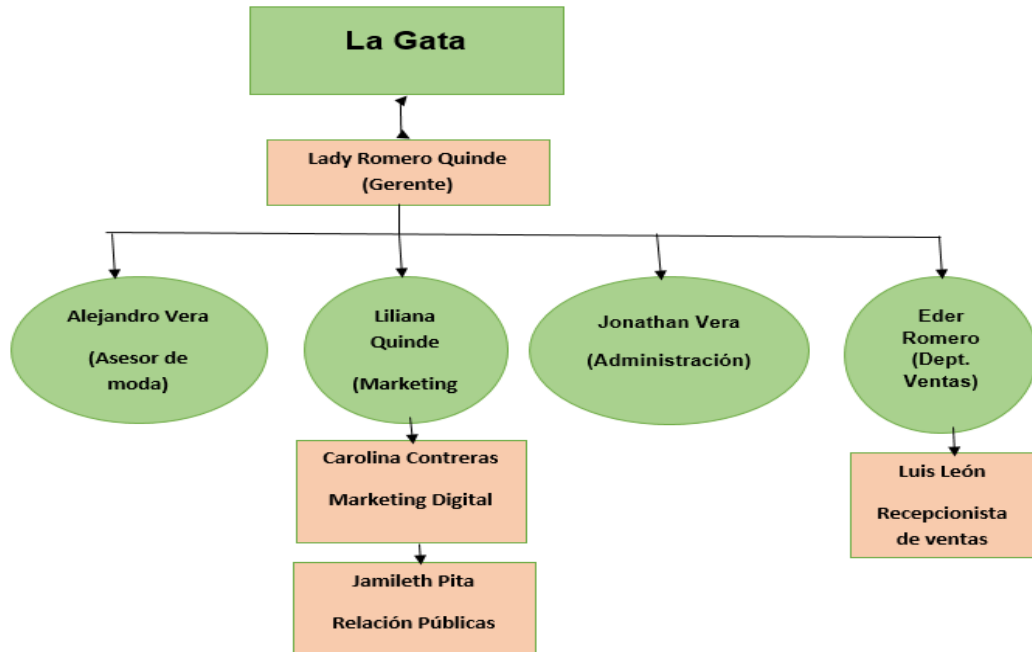 La Gata
Lady Romero Quinde
(Gerente)
Alejandro Vera
(Asesor de
moda)
Liliana
Quinde
(Marketing
Jonathan Vera
(Administración)
Eder
Romero
(Dept.
Ventas)
Carolina Contreras
Marketing Digital
Luis León
Recepcionista
de ventas
Jamileth Pita
Relación Públicas